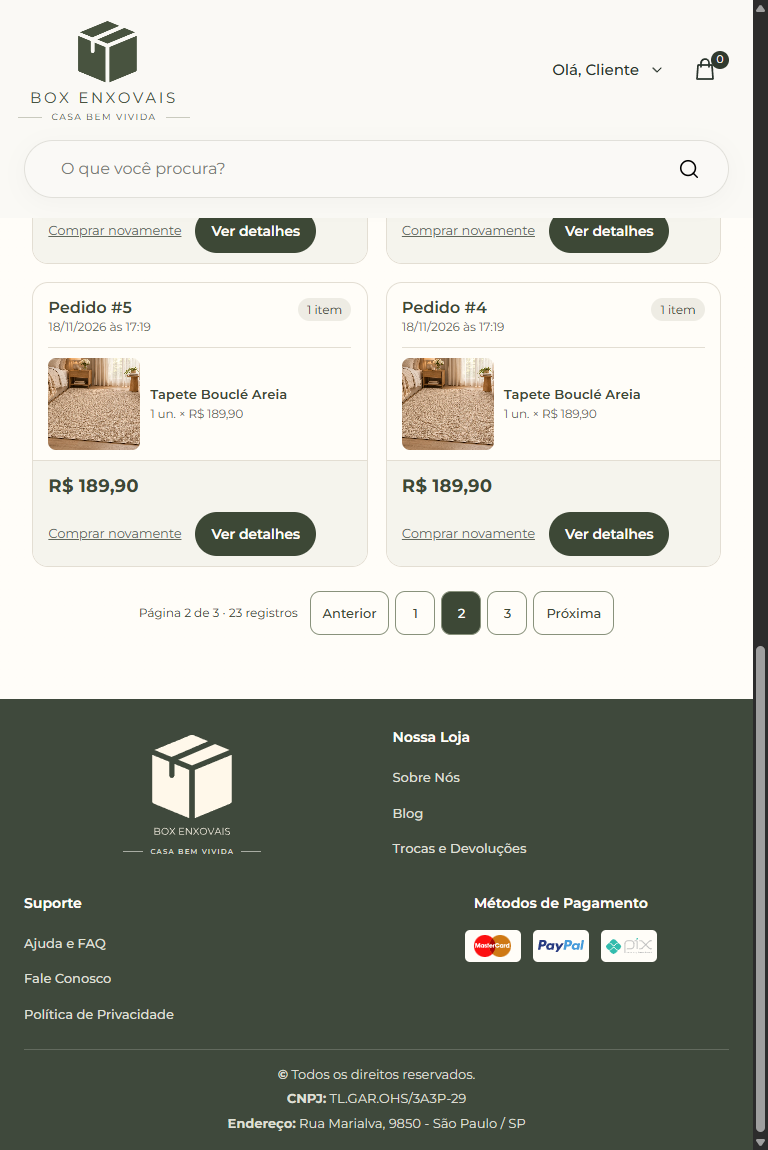 BOX ENXOVAIS
CASA BEM VIVIDA
Olá, Cliente
0
O que você procura?
Comprar novamente Ver detalhes
Comprar novamente Ver detalhes
Pedido #5
1 item
18/11/2026 às 17:19
Tapete Bouclé Areia
1 un. × R$ 189,90
R$ 189,90
Comprar novamente Ver detalhes
Pedido #4
1 item
18/11/2026 às 17:19
Tapete Bouclé Areia
1 un. × R$ 189,90
R$ 189,90
Comprar novamente Ver detalhes
Página 2 de 3 · 23 registros Anterior 1 2 3 Próxima
BOX ENXOVAIS
CASA BEM VIVIDA
Nossa Loja
Sobre Nós
Blog
Trocas e Devoluções
Suporte
Ajuda e FAQ
Fale Conosco
Política de Privacidade
Métodos de Pagamento
MasterCard PayPal pix
© Todos os direitos reservados.
CNPJ: TL.GAR.OHS/3A3P-29
Endereço: Rua Marialva, 9850 - São Paulo / SP